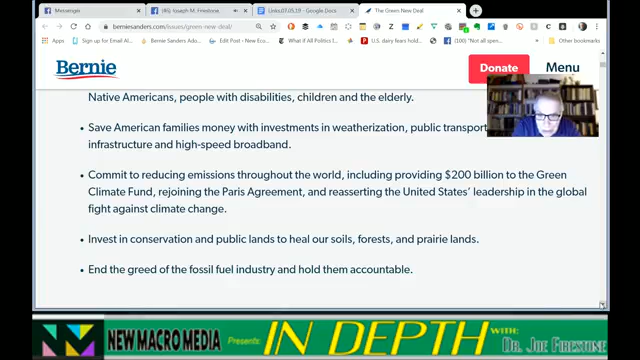 Messenger
(46) Joseph M. Firestone
Links.07.05.19 - Google Docs
The Green New Deal
berniesanders.com/issues/green-new-deal/
Apps
Sign up for Email Al
Berniesanders Ado
POST - New Econ
What if All Politics I
U.S. dairy fears hold
(100) "Not all spen
Other bookmarks
Bernie
Donate
Menu
Native Americans, people with disabilities, children and the elderly.
• Save American families money with investments in weatherization, public transport
infrastructure and high-speed broadband.
• Commit to reducing emissions throughout the world, including providing $200 billion to the Green
Climate Fund, rejoining the Paris Agreement, and reasserting the United States' leadership in the global
fight against climate change.
• Invest in conservation and public lands to heal our soils, forests, and prairie lands.
• End the greed of the fossil fuel industry and hold them accountable.
NEW MACRO MEDIA Presents: IN DEPTH WITH:
DR. JOE FIRESTONE